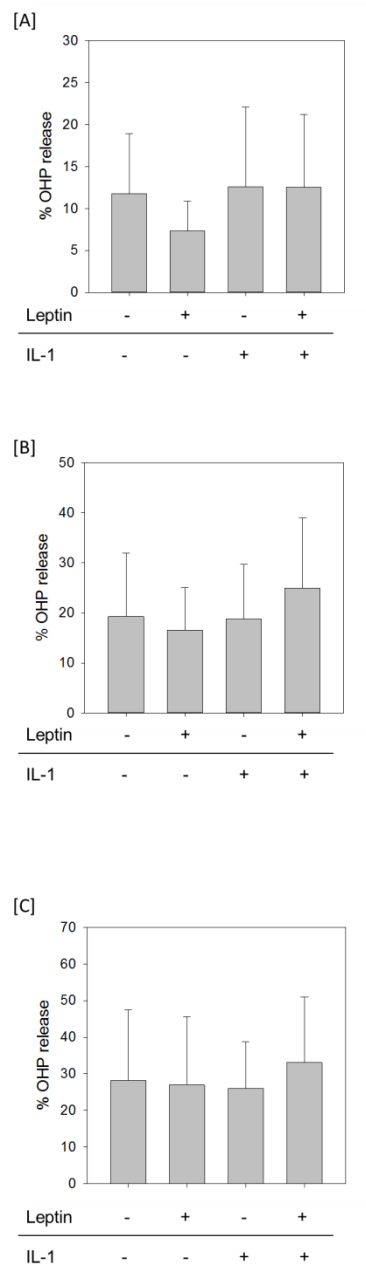 [A]
30
25
20
15
10
5
0
% OHP release
Leptin - + - +
IL-1 - - + +
[B]
50
40
30
20
10
0
% OHP release
Leptin - + - +
IL-1 - - + +
[C]
70
60
50
40
30
20
10
0
% OHP release
Leptin - + - +
IL-1 - - + +